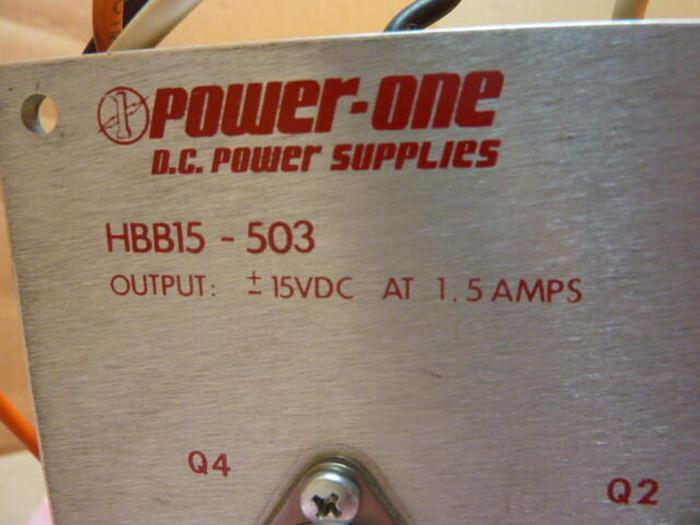 POWER-ONE
D.C. POWER SUPPLIES
HBB15 - 503
OUTPUT: ± 15VDC AT 1.5 AMPS
Q4
Q2